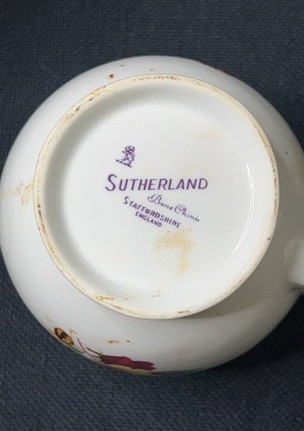 SUTHERLAND
Bone China
STAFFORDSHIRE
ENGLAND